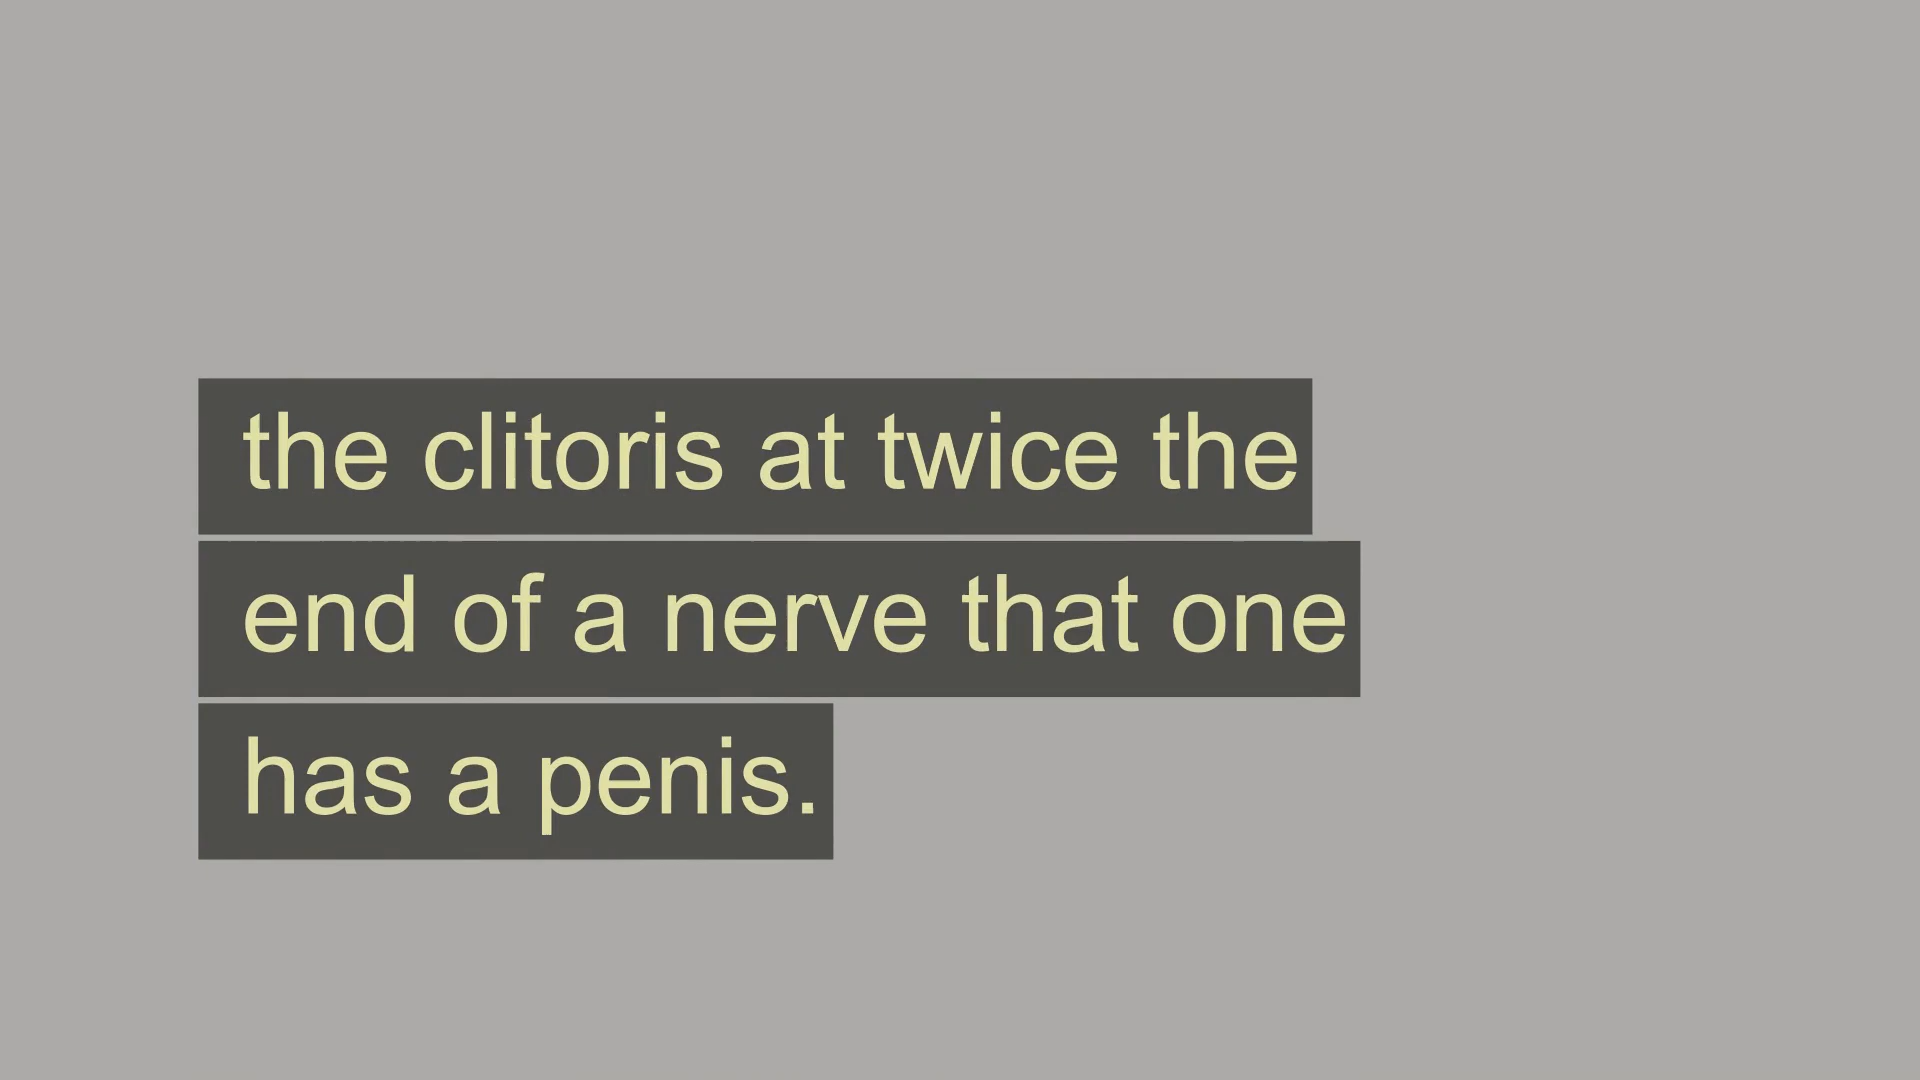 the clitoris at twice the
end of a nerve that one
has a penis.